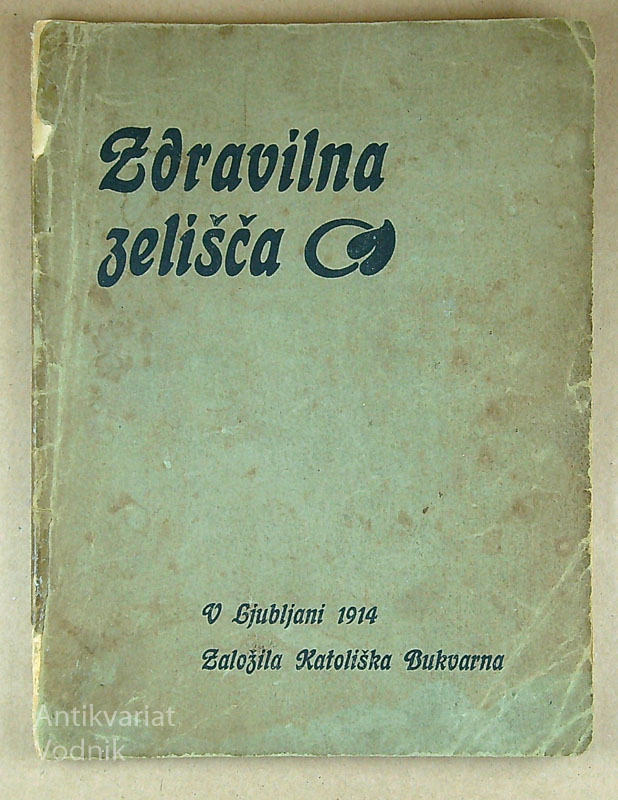 Zdravilna
zelišča
V Ljubljani 1914
Založila Katoliška Bukvarna
Antikvariat
Vodnik